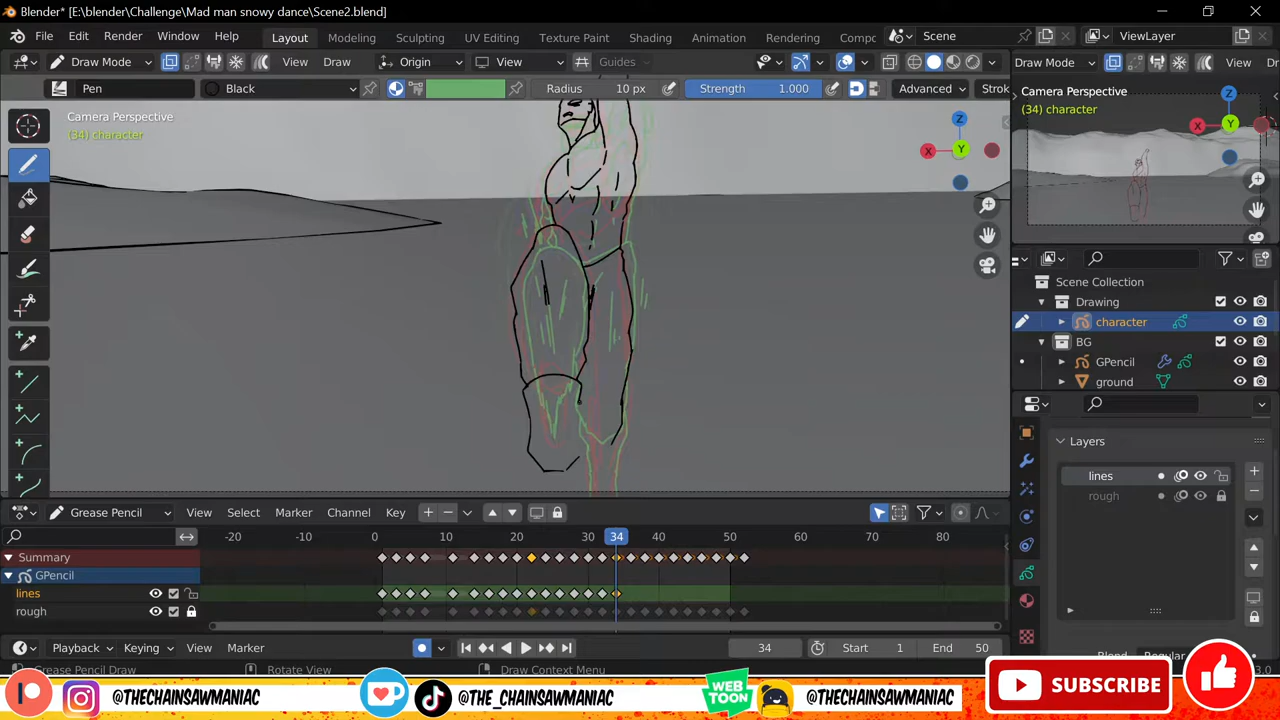 Blender* [E:\blender\Challenge\Mad man snowy dance\Scene2.blend]
File Edit Render Window Help Layout Modeling Sculpting UV Editing Texture Paint Shading Animation Rendering Compc Scene ViewLayer
Draw Mode View Draw Origin View Guides Draw Mode View Dr
Pen Black Radius 10 px Strength 1.000 Advanced Strok
Camera Perspective
(34) character
Z
X
Y
Camera Perspective
(34) character
Z
X
Y
Scene Collection
Drawing
character
BG
GPencil
ground
Layers
lines
rough
Grease Pencil View Select Marker Channel Key
-20 -10 0 10 20 30 34 40 50 60 70 80
Summary
GPencil
lines
rough
Playback Keying View Marker 34 Start 1 End 50
Grease Pencil Draw Rotate View Draw Context Menu
3.0
@THECHAINSAWMANIAC @THE_CHAINSAWMANIAC WEB TOON @THECHAINSAWMANIAC SUBSCRIBE